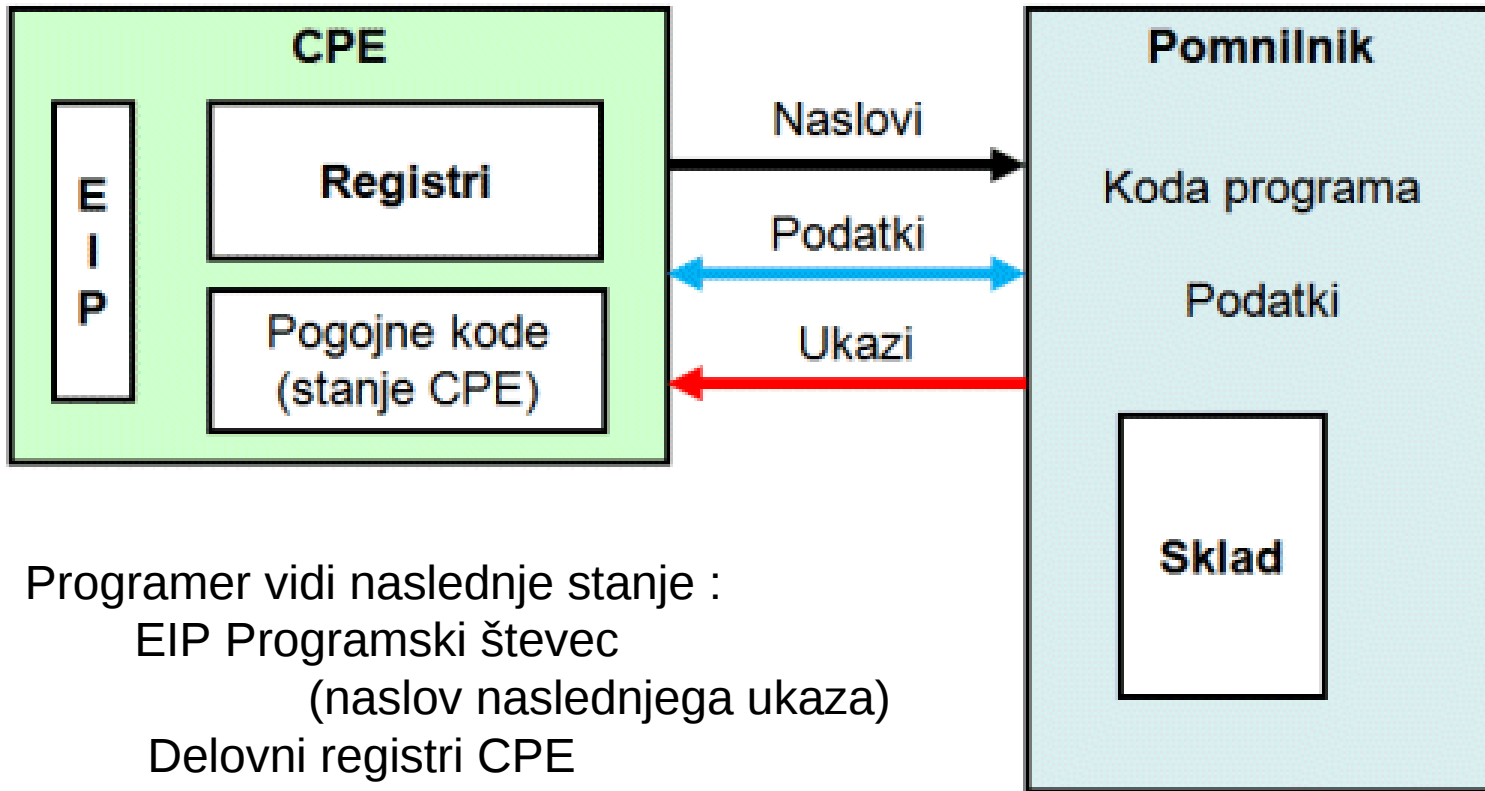 CPE
E
I
P
Registri
Pogojne kode
(stanje CPE)
Naslovi
Podatki
Ukazi
Pomnilnik
Koda programa
Podatki
Sklad
Programer vidi naslednje stanje :
EIP Programski števec
(naslov naslednjega ukaza)
Delovni registri CPE